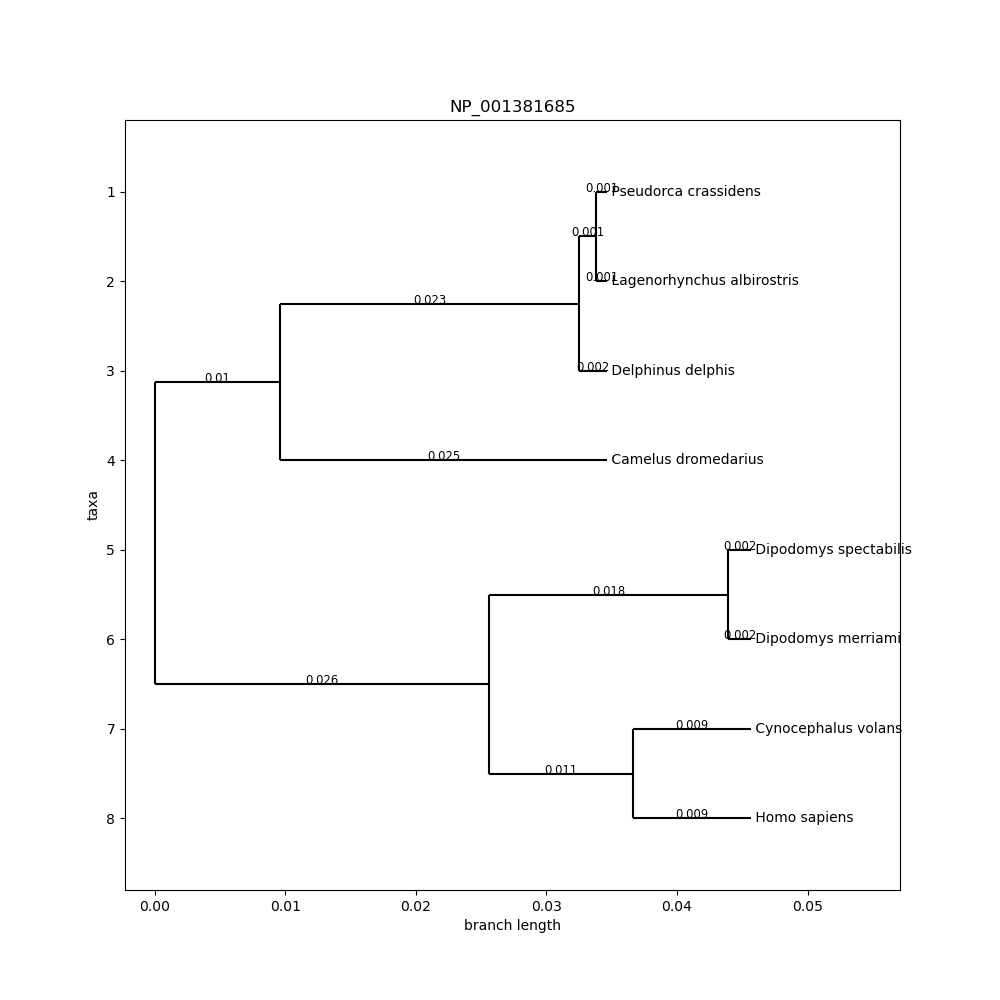 NP_001381685
1
0.001
Pseudorca crassidens
0.001
2
0.001
Lagenorhynchus albirostris
0.023
3
0.002
Delphinus delphis
0.01
4
0.025
Camelus dromedarius
taxa
5
0.002
Dipodomys spectabilis
0.018
6
0.002
Dipodomys merriami
0.026
7
0.009
Cynocephalus volans
0.011
8
0.009
Homo sapiens
0.00 0.01 0.02 0.03 0.04 0.05
branch length